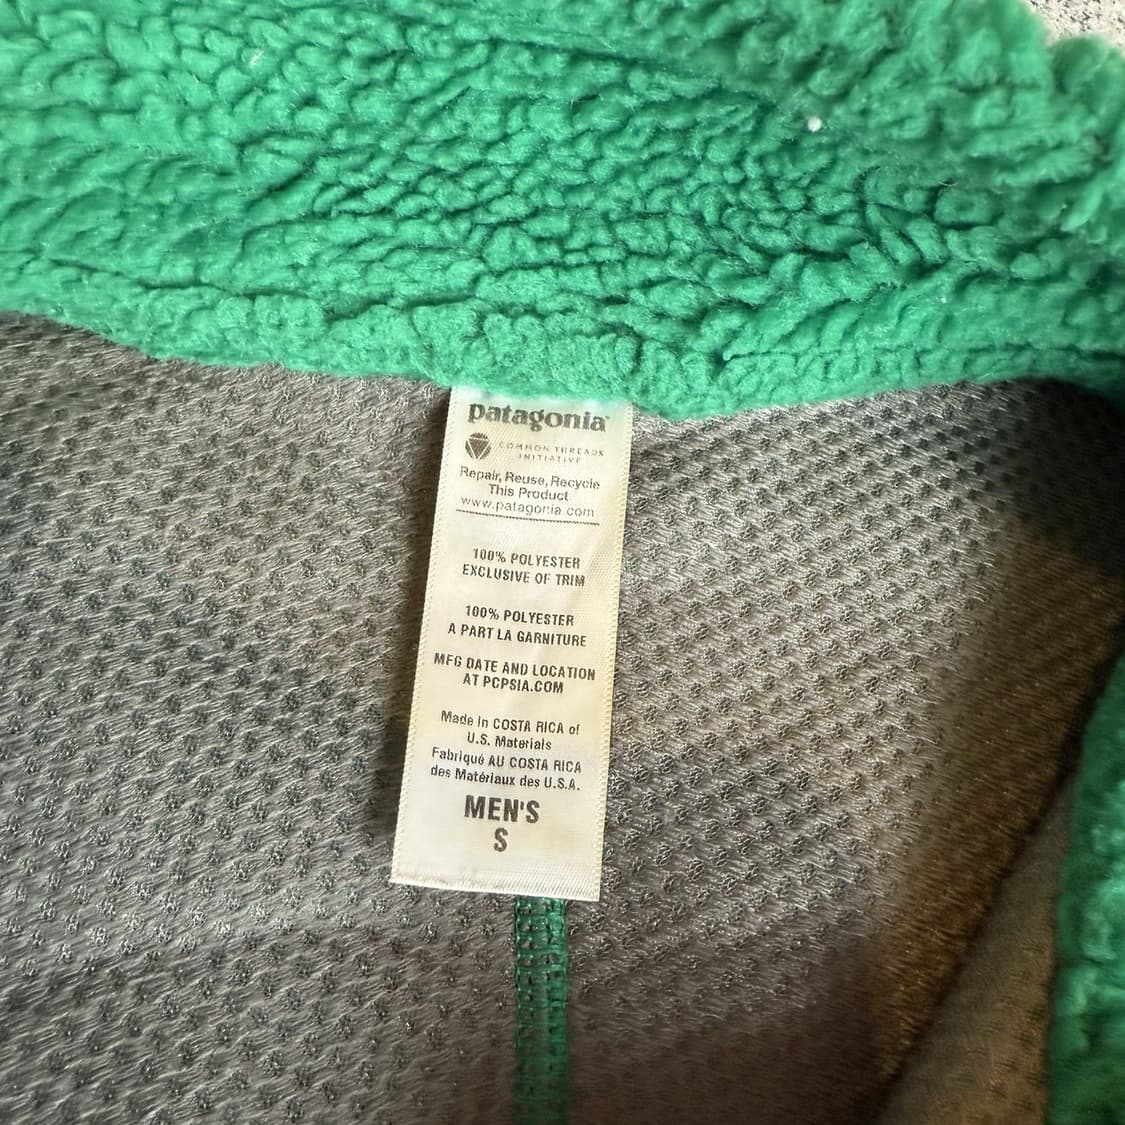 patagonia
COMMON THREADS
INITIATIVE
Repair, Reuse, Recycle
This Product
www.patagonia.com
100% POLYESTER
EXCLUSIVE OF TRIM
100% POLYESTER
A PART LA GARNITURE
MFG DATE AND LOCATION
AT PCPSIA.COM
Made in COSTA RICA of
U.S. Materials
Fabriqué AU COSTA RICA
des Matériaux des U.S.A.
MEN'S
S